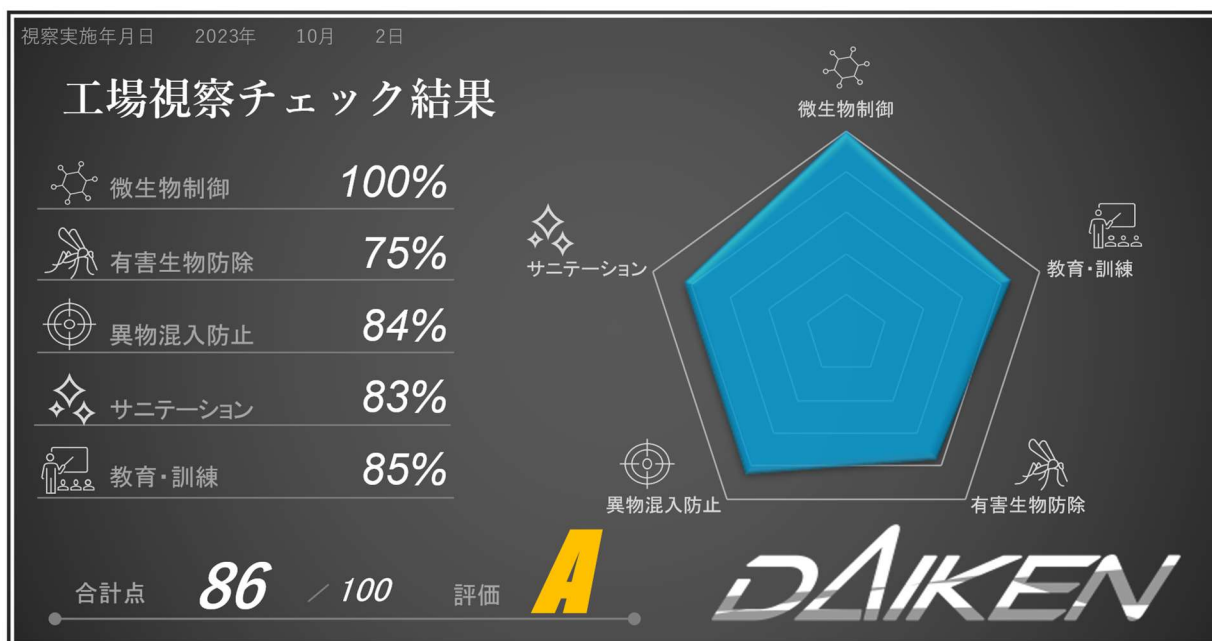 視察実施年月日 2023年 10月 2日
工場視察チェック結果
微生物制御 100%
有害生物防除 75%
異物混入防止 84%
サニテーション 83%
教育・訓練 85%
合計点 86 / 100 評価 A
微生物制御
サニテーション
教育・訓練
異物混入防止
有害生物防除
DAIKEN